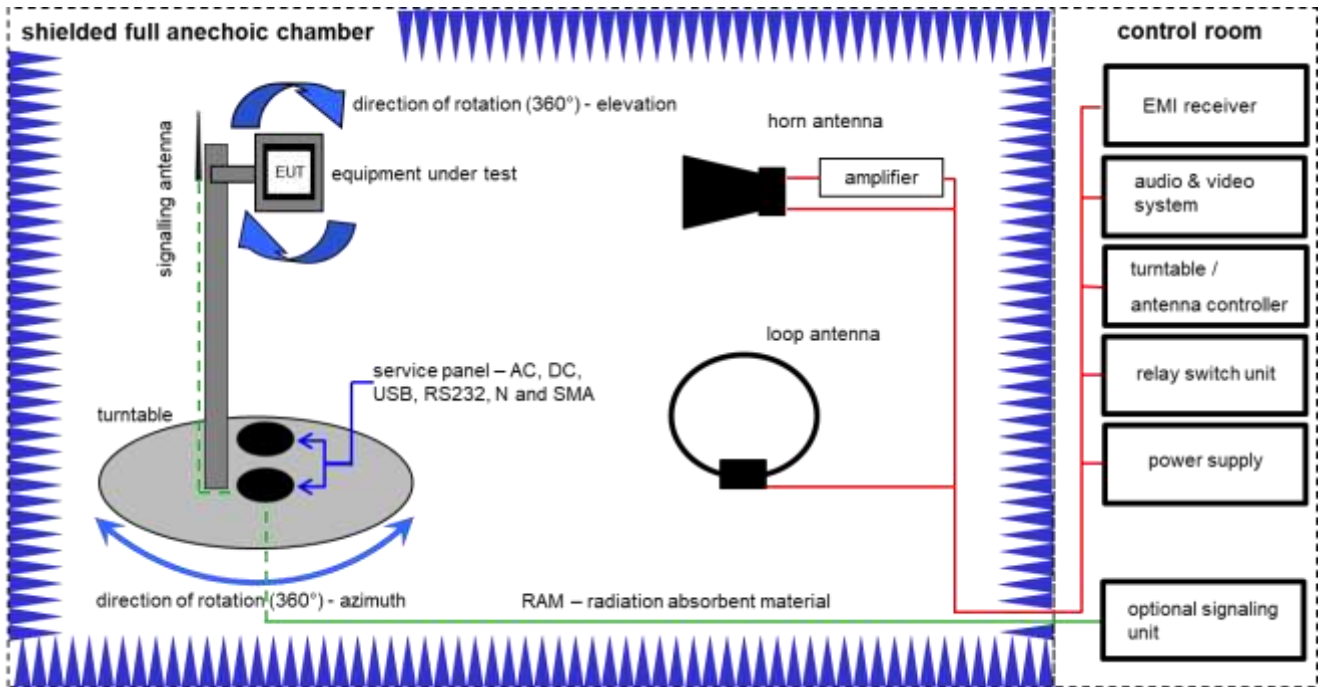 shielded full anechoic chamber
control room
direction of rotation (360°) - elevation
signalling antenna
EUT
equipment under test
horn antenna
amplifier
loop antenna
service panel – AC, DC,
USB, RS232, N and SMA
turntable
direction of rotation (360°) - azimuth
RAM – radiation absorbent material
EMI receiver
audio & video
system
turntable /
antenna controller
relay switch unit
power supply
optional signaling
unit